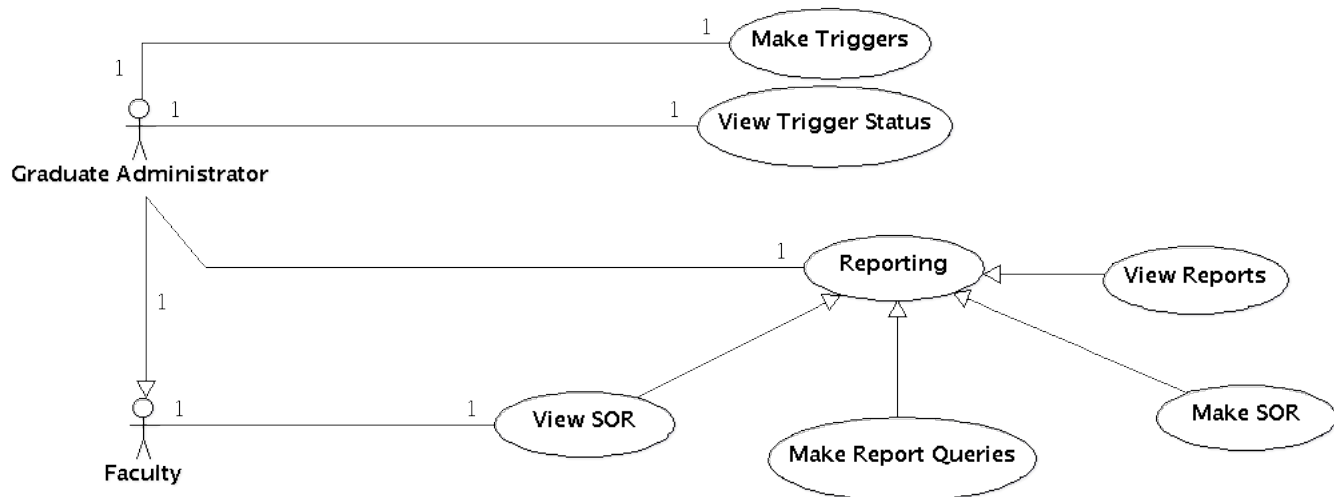 1
Make Triggers
1
1
1
View Trigger Status
Graduate Administrator
1
Reporting
View Reports
1
1
1
View SOR
Make SOR
Make Report Queries
Faculty